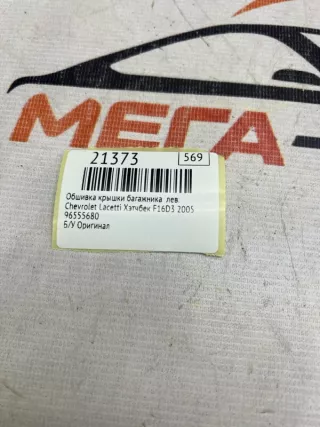 МЕГА
21373
569
Обшивка крышки багажника лев.
Chevrolet Lacetti Хэтчбек F16D3 2005
96555680
Б/У Оригинал